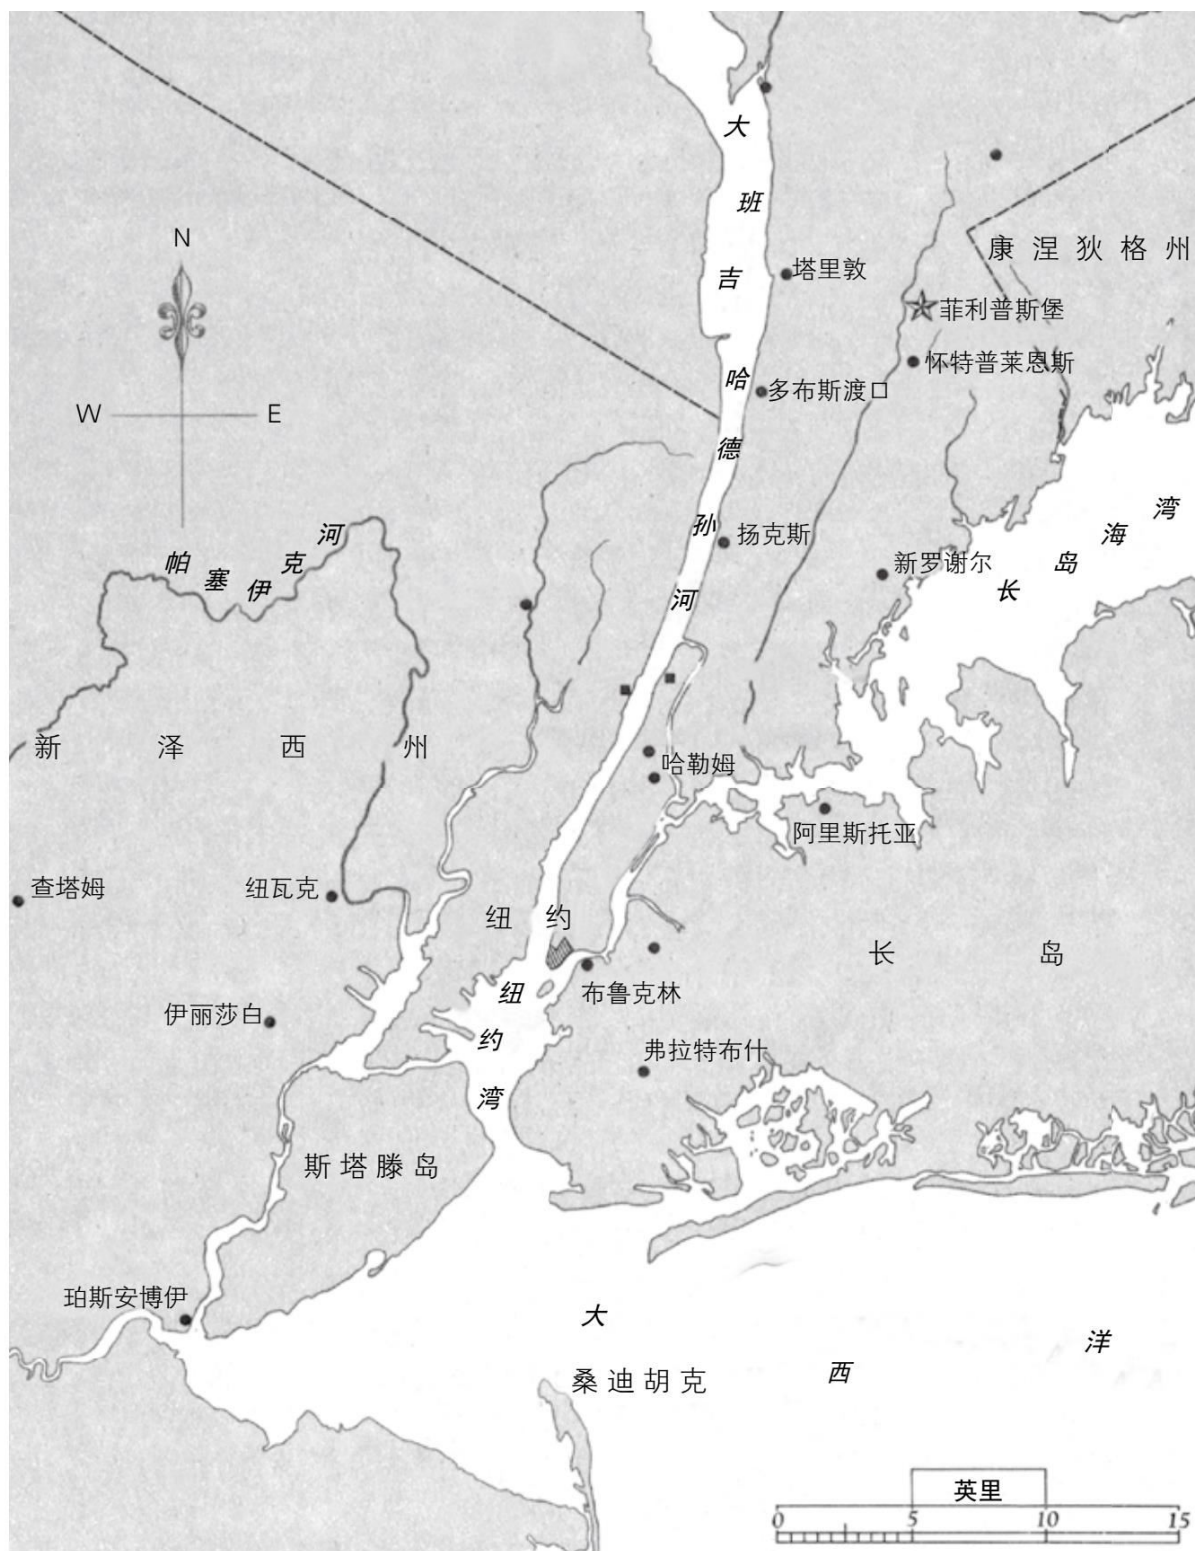 大班吉
哈德孙河
N
W
E
康涅狄格州
塔里敦
菲利普斯堡
怀特普莱恩斯
多布斯渡口
帕塞伊克河
扬克斯
新罗谢尔
长岛海湾
新泽西州
哈勒姆
阿里斯托亚
查塔姆
纽瓦克
纽约
长岛
伊丽莎白
布鲁克林
纽约湾
弗拉特布什
斯塔滕岛
珀斯安博伊
大西洋
桑迪胡克
英里
0 5 10 15